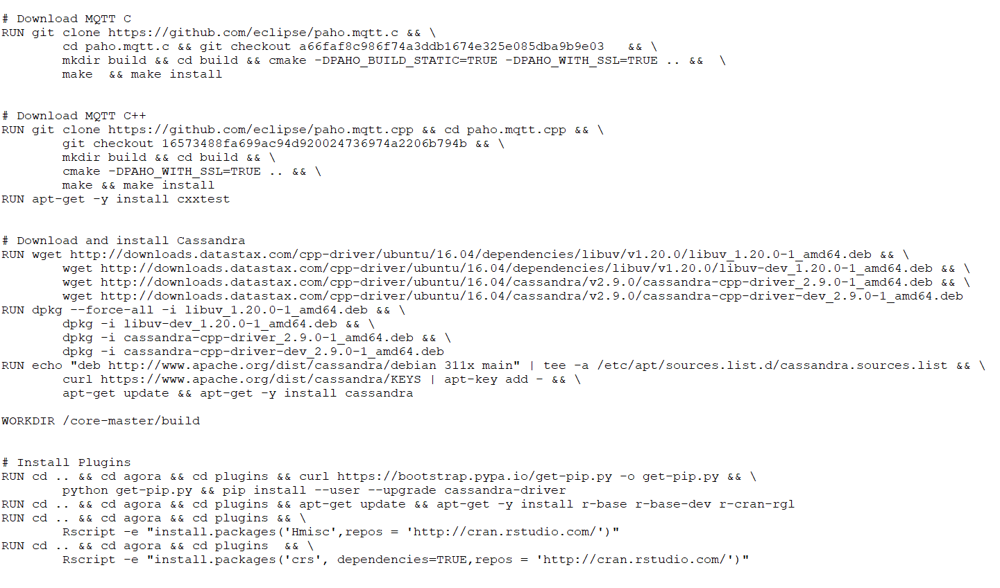 # Download MQTT C
RUN git clone https://github.com/eclipse/paho.mqtt.c && \
        cd paho.mqtt.c && git checkout a66faf8c986f74a3ddb1674e325e085dba9b9e03   && \
        mkdir build && cd build && cmake -DPAHO_BUILD_STATIC=TRUE -DPAHO_WITH_SSL=TRUE .. &&  \
        make  && make install
# Download MQTT C++
RUN git clone https://github.com/eclipse/paho.mqtt.cpp && cd paho.mqtt.cpp && \
        git checkout 16573488fa699ac94d920024736974a2206b794b && \
        mkdir build && cd build && \
        cmake -DPAHO_WITH_SSL=TRUE .. && \
        make && make install
RUN apt-get -y install cxxtest
# Download and install Cassandra
RUN wget http://downloads.datastax.com/cpp-driver/ubuntu/16.04/dependencies/libuv/v1.20.0/libuv_1.20.0-1_amd64.deb && \
        wget http://downloads.datastax.com/cpp-driver/ubuntu/16.04/dependencies/libuv/v1.20.0/libuv-dev_1.20.0-1_amd64.deb && \
        wget http://downloads.datastax.com/cpp-driver/ubuntu/16.04/cassandra/v2.9.0/cassandra-cpp-driver_2.9.0-1_amd64.deb && \
        wget http://downloads.datastax.com/cpp-driver/ubuntu/16.04/cassandra/v2.9.0/cassandra-cpp-driver-dev_2.9.0-1_amd64.deb
RUN dpkg --force-all -i libuv_1.20.0-1_amd64.deb && \
        dpkg -i libuv-dev_1.20.0-1_amd64.deb && \
        dpkg -i cassandra-cpp-driver_2.9.0-1_amd64.deb && \
        dpkg -i cassandra-cpp-driver-dev_2.9.0-1_amd64.deb
RUN echo "deb http://www.apache.org/dist/cassandra/debian 311x main" | tee -a /etc/apt/sources.list.d/cassandra.sources.list && \
        curl https://www.apache.org/dist/cassandra/KEYS | apt-key add - && \
        apt-get update && apt-get -y install cassandra
WORKDIR /core-master/build
# Install Plugins
RUN cd .. && cd agora && cd plugins && curl https://bootstrap.pypa.io/get-pip.py -o get-pip.py && \
        python get-pip.py && pip install --user --upgrade cassandra-driver
RUN cd .. && cd agora && cd plugins && apt-get update && apt-get -y install r-base r-base-dev r-cran-rgl
RUN cd .. && cd agora && cd plugins && \
        Rscript -e "install.packages('Hmisc',repos = 'http://cran.rstudio.com/')"
RUN cd .. && cd agora && cd plugins  && \
        Rscript -e "install.packages('crs', dependencies=TRUE,repos = 'http://cran.rstudio.com/')"